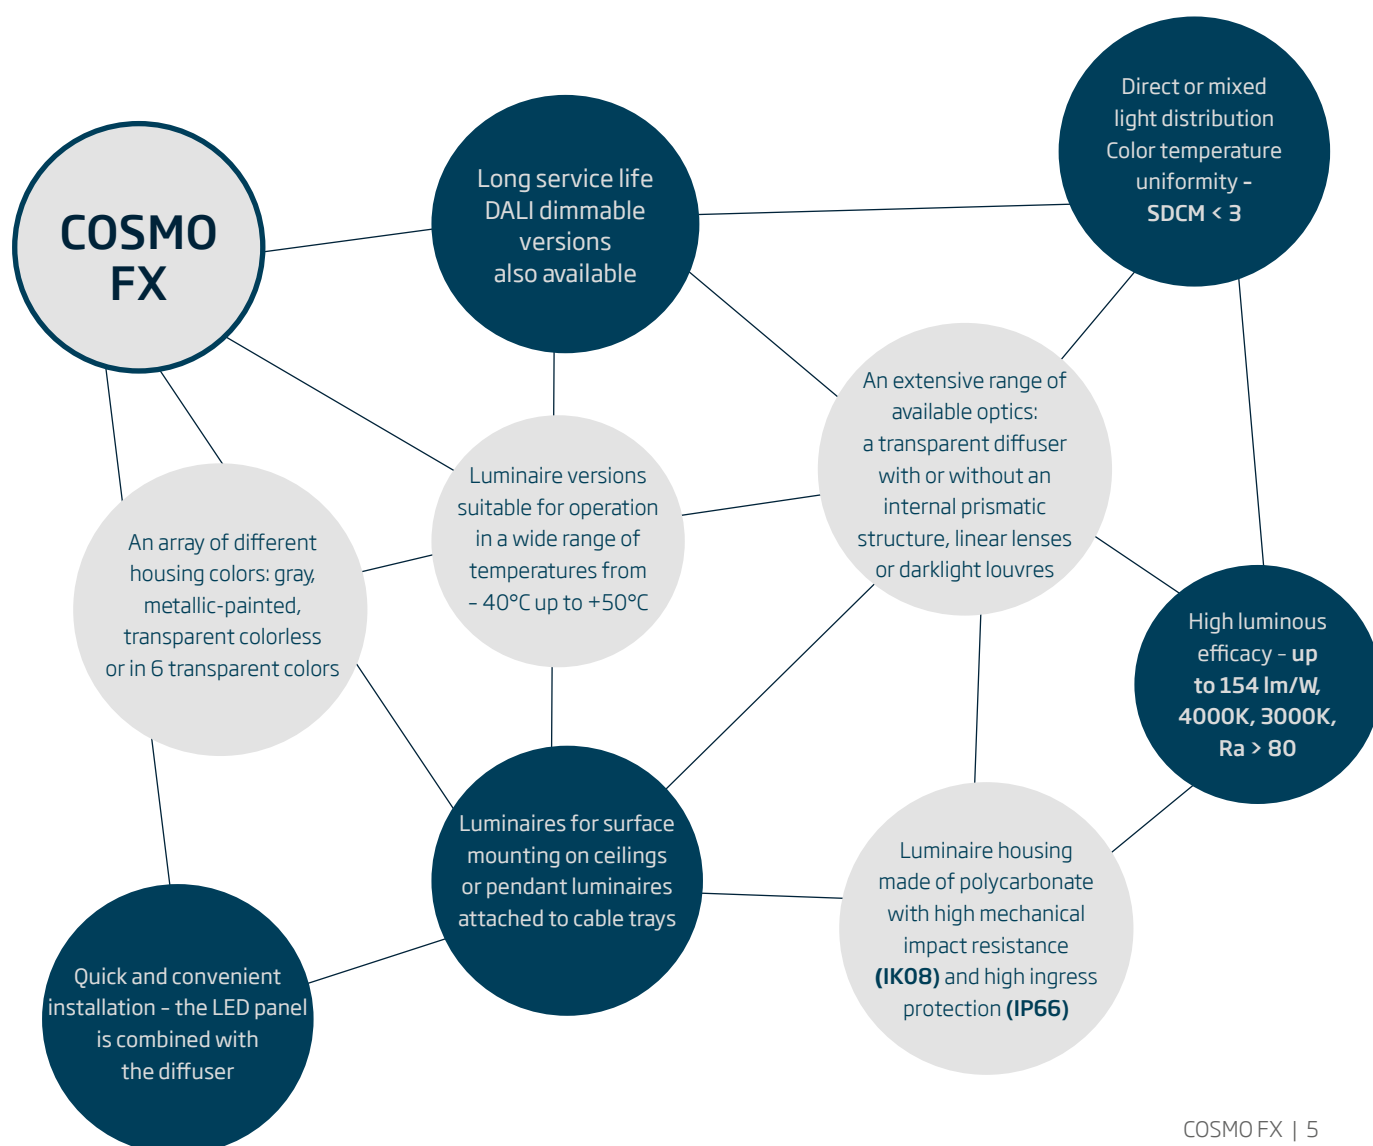 COSMO
FX
Long service life
DALI dimmable
versions
also available
Direct or mixed
light distribution
Color temperature
uniformity –
SDCM < 3
An extensive range of
available optics:
a transparent diffuser
with or without an
internal prismatic
structure, linear lenses
or darklight louvres
Luminaire versions
suitable for operation
in a wide range of
temperatures from
– 40°C up to +50°C
An array of different
housing colors: gray,
metallic-painted,
transparent colorless
or in 6 transparent colors
High luminous
efficacy – up
to 154 lm/W,
4000K, 3000K,
Ra > 80
Luminaires for surface
mounting on ceilings
or pendant luminaires
attached to cable trays
Luminaire housing
made of polycarbonate
with high mechanical
impact resistance
(IK08) and high ingress
protection (IP66)
Quick and convenient
installation – the LED panel
is combined with
the diffuser
COSMO FX | 5